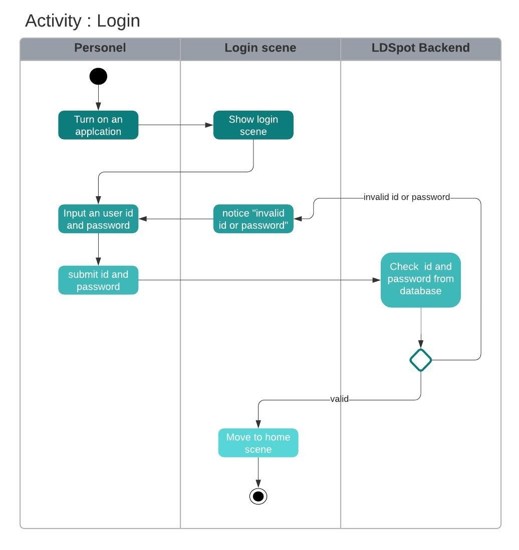 Activity : Login
Personel
Login scene
LDSpot Backend
Turn on an
applcation
Show login
scene
invalid id or password
Input an user id
and password
notice "invalid
id or password"
submit id and
password
Check  id and
password from
database
valid
Move to home
scene